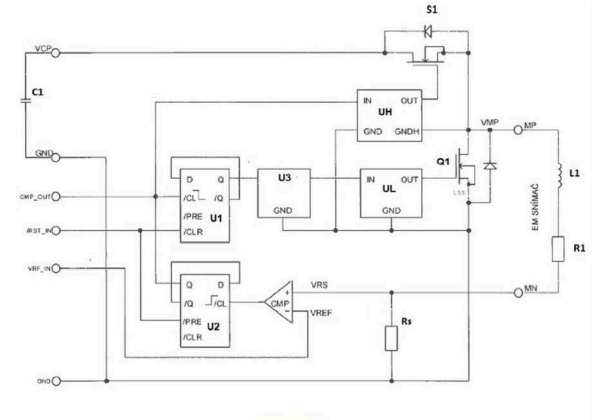 S1
VCP
C1
IN OUT
UH
GND GNDH
VMP MP
GND
D Q
/CL /Q
/PRE
/CLR
U1
U3
GND
IN OUT
UL
GND
Q1
LSS
L1
EM SNÍMAČ
R1
CMP_OUT
/RST_IN
VRF_IN
Q D
/Q /CL
/PRE
/CLR
U2
CMP
+
-
VRS
VREF
MN
Rs
GND